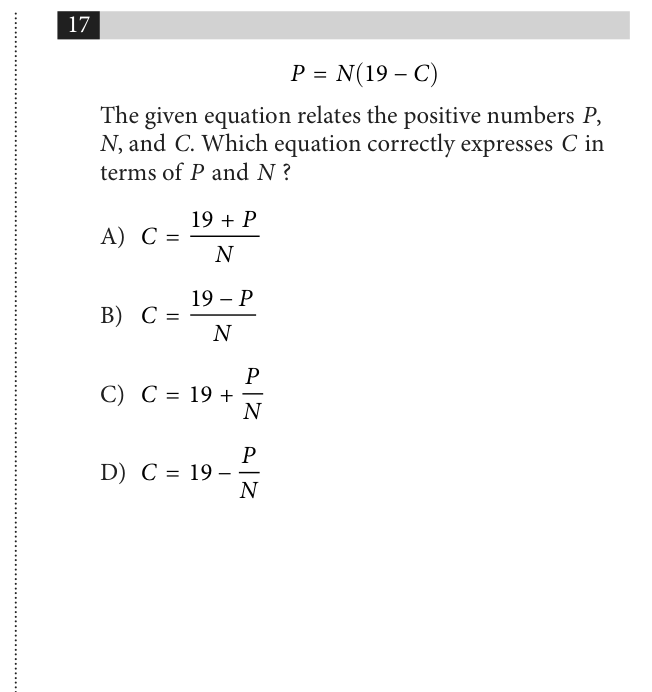 17
P = N(19 – C)
The given equation relates the positive numbers P,
N, and C. Which equation correctly expresses C in
terms of P and N ?
A) C = (19 + P)/N
B) C = (19 – P)/N
C) C = 19 + P/N
D) C = 19 – P/N